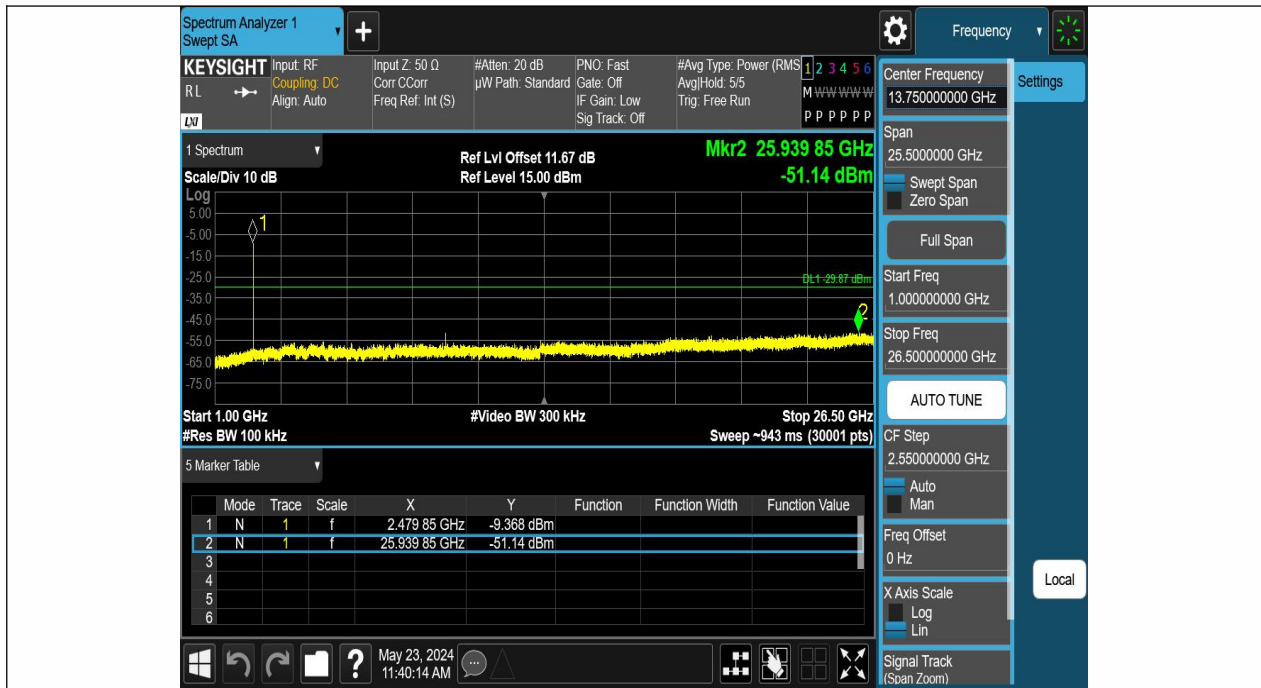 Spectrum Analyzer 1
Swept SA
+
Frequency
KEYSIGHT
RL
LXI
Input: RF
Coupling: DC
Align: Auto
Input Z: 50 Ω
Corr CCorr
Freq Ref: Int (S)
#Atten: 20 dB
µW Path: Standard
PNO: Fast
Gate: Off
IF Gain: Low
Sig Track: Off
#Avg Type: Power (RMS
Avg|Hold: 5/5
Trig: Free Run
1 2 3 4 5 6
M W W W W W
P P P P P P
1 Spectrum
Scale/Div 10 dB
Ref Lvl Offset 11.67 dB
Ref Level 15.00 dBm
Mkr2 25.939 85 GHz
-51.14 dBm
Log
5.00
-5.00
-15.0
-25.0
-35.0
-45.0
-55.0
-65.0
-75.0
1
DL1 -29.87 dBm
2
Start 1.00 GHz
#Video BW 300 kHz
Stop 26.50 GHz
#Res BW 100 kHz
Sweep ~943 ms (30001 pts)
5 Marker Table
Mode Trace Scale X Y Function Function Width Function Value
1 N 1 f 2.479 85 GHz -9.368 dBm
2 N 1 f 25.939 85 GHz -51.14 dBm
3
4
5
6
?
May 23, 2024
11:40:14 AM
Center Frequency
13.750000000 GHz
Settings
Span
25.5000000 GHz
Swept Span
Zero Span
Full Span
Start Freq
1.000000000 GHz
Stop Freq
26.500000000 GHz
AUTO TUNE
CF Step
2.550000000 GHz
Auto
Man
Freq Offset
0 Hz
Local
X Axis Scale
Log
Lin
Signal Track
(Span Zoom)